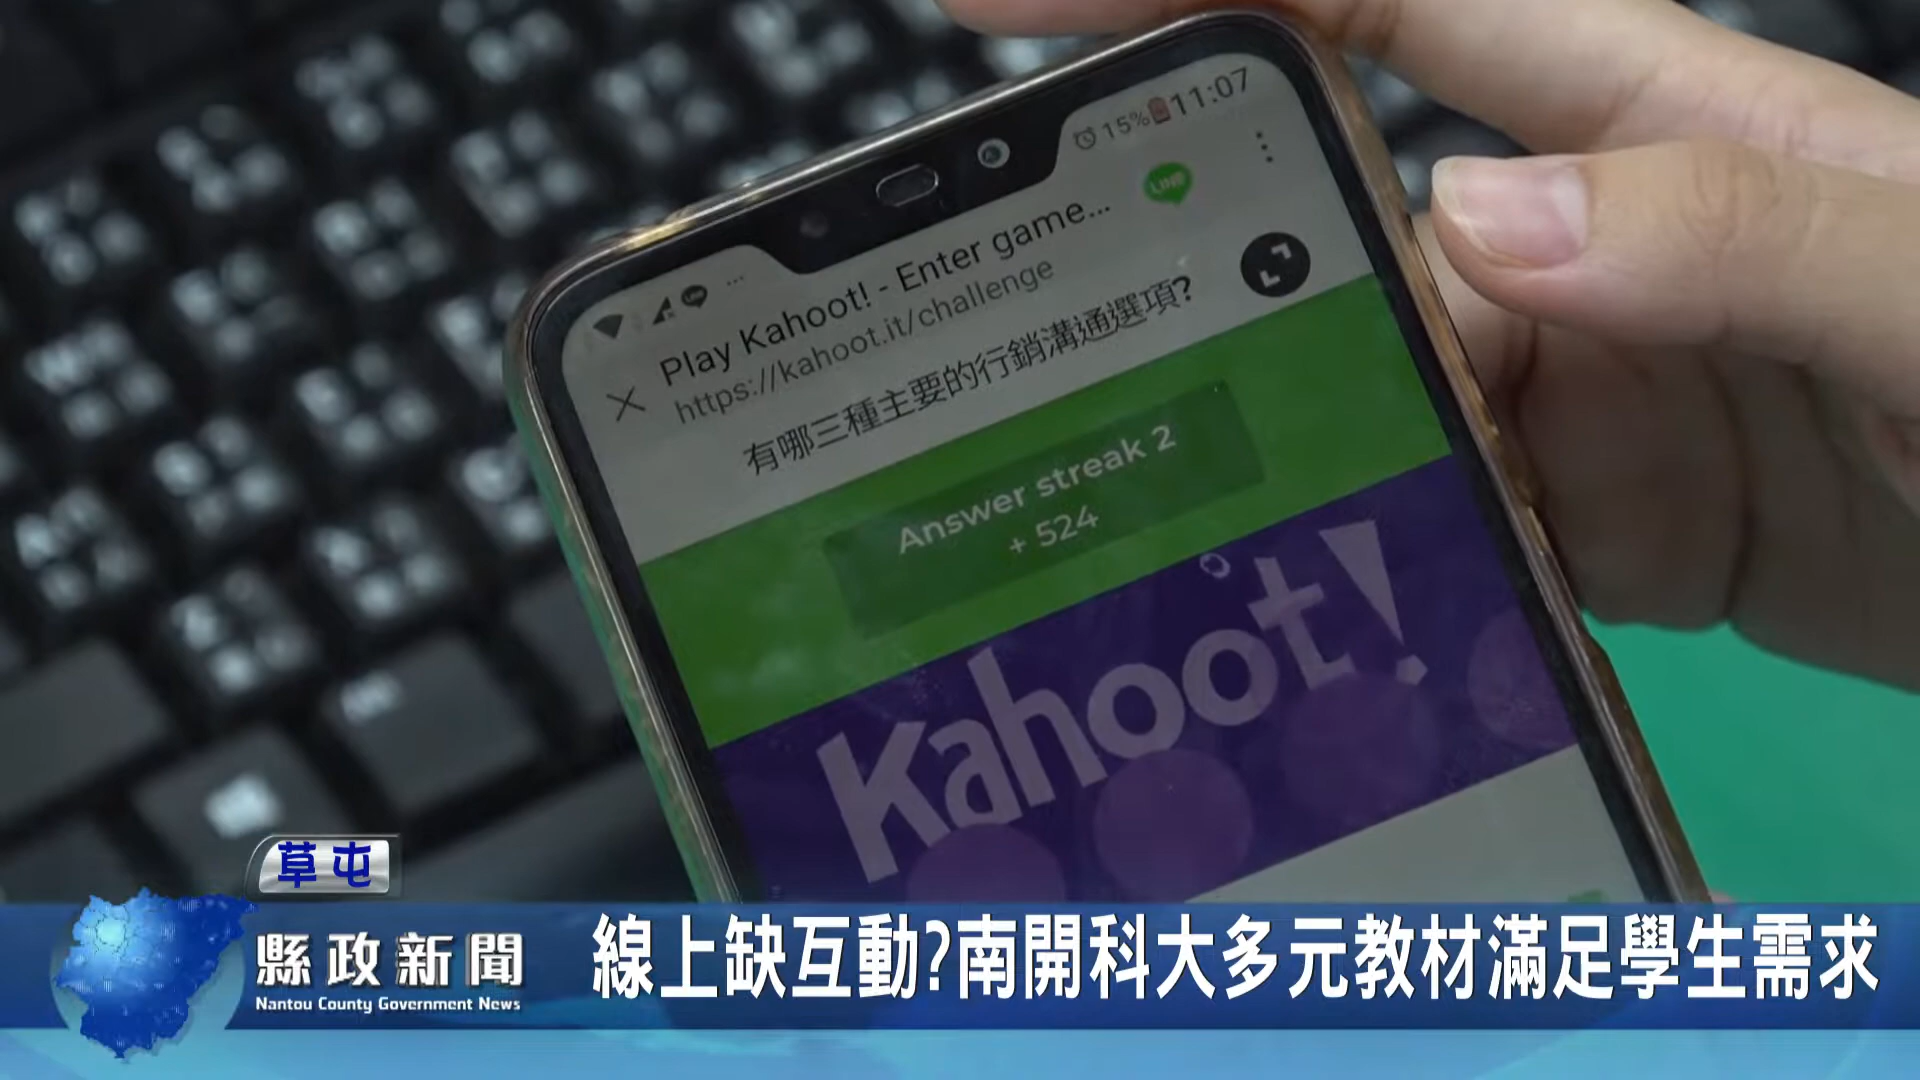 15% 11:07
LINE
Play Kahoot! - Enter game...
https://kahoot.it/challenge
有哪三種主要的行銷溝通選項?
Answer streak 2
+ 524
Kahoot!
草屯
縣政新聞
Nantou County Government News
線上缺互動?南開科大多元教材滿足學生需求